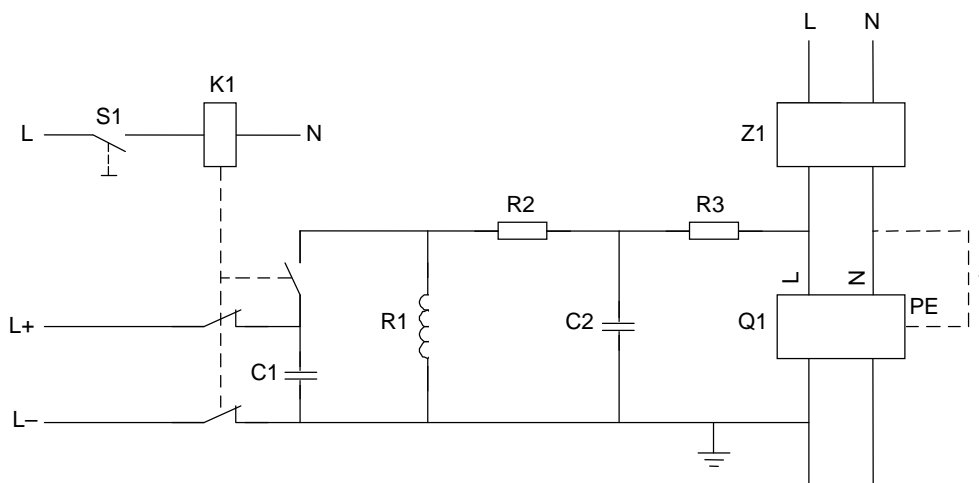 L N
K1
S1
L N
Z1
R2 R3
L N
L+
R1 C2 Q1 PE
C1
L–